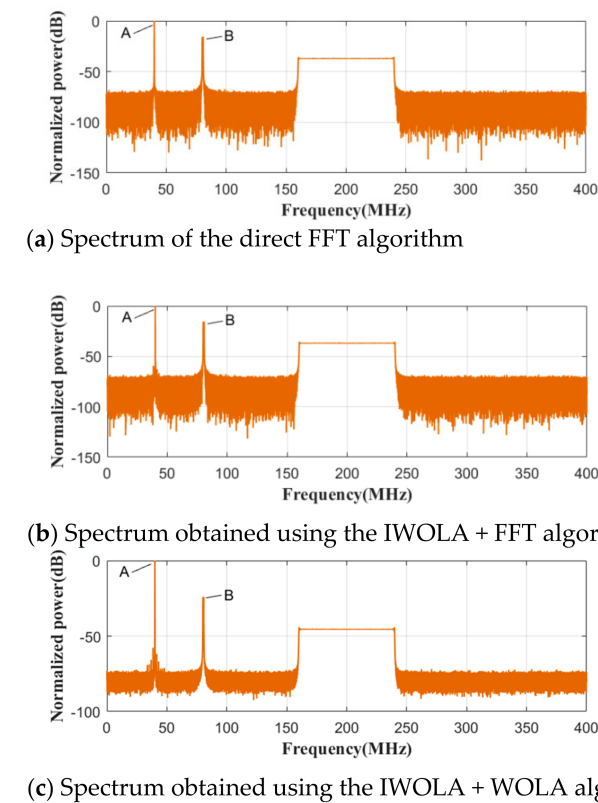 A
B
Normalized power(dB)
0
-50
-100
-150
0 50 100 150 200 250 300 350 400
Frequency(MHz)
(a) Spectrum of the direct FFT algorithm
A
B
Normalized power(dB)
0
-50
-100
-150
0 50 100 150 200 250 300 350 400
Frequency(MHz)
(b) Spectrum obtained using the IWOLA + FFT algor
A
B
Normalized power(dB)
0
-50
-100
0 50 100 150 200 250 300 350 400
Frequency(MHz)
(c) Spectrum obtained using the IWOLA + WOLA alg